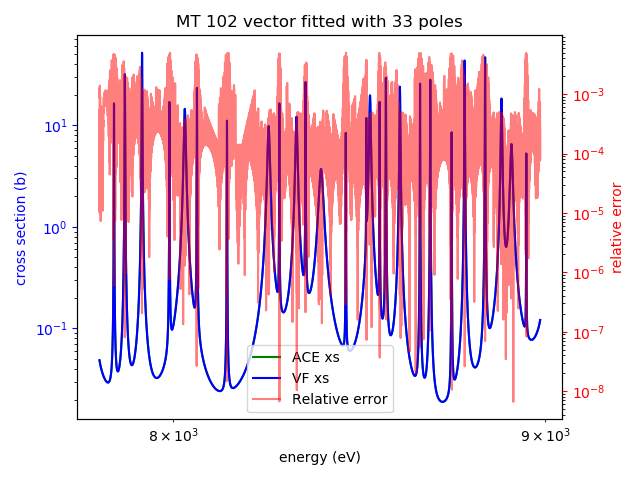 MT 102 vector fitted with 33 poles
cross section (b)
10¹
10⁰
10⁻¹
10⁻³
10⁻⁴
10⁻⁵
10⁻⁶
10⁻⁷
10⁻⁸
relative error
ACE xs
VF xs
Relative error
8 × 10³
9 × 10³
energy (eV)